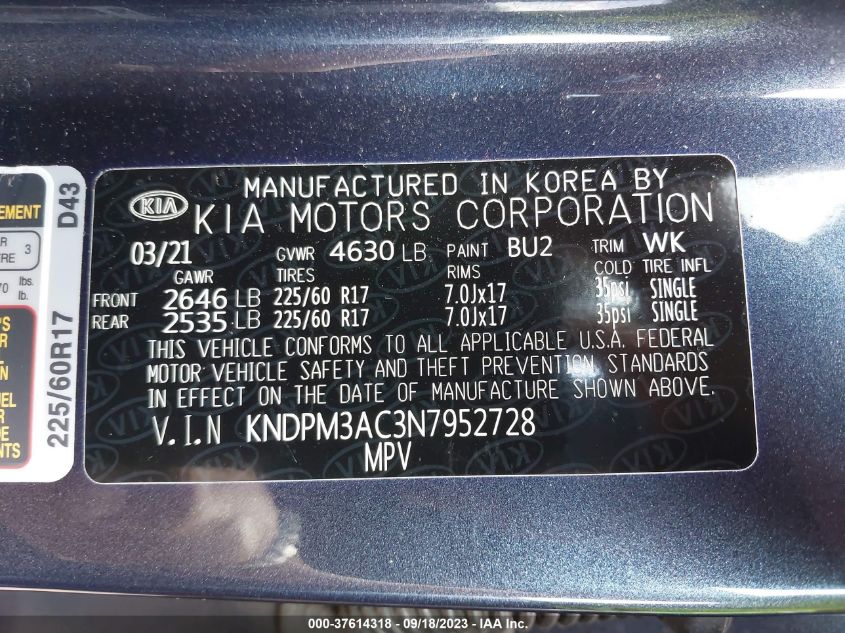 MANUFACTURED IN KOREA BY
KIA KIA MOTORS CORPORATION
03/21 GVWR 4630 LB PAINT BU2 TRIM WK
GAWR TIRES RIMS COLD TIRE INFL
FRONT 2646 LB 225/60 R17 7.0Jx17 35psi SINGLE
REAR 2535 LB 225/60 R17 7.0Jx17 35psi SINGLE
THIS VEHICLE CONFORMS TO ALL APPLICABLE U.S.A. FEDERAL
MOTOR VEHICLE SAFETY AND THEFT PREVENTION STANDARDS
IN EFFECT ON THE DATE OF MANUFACTURE SHOWN ABOVE.
V.I.N KNDPM3AC3N7952728
MPV
D43
225/60R17
3
lbs.
lb.
000-37614318 - 09/18/2023 - IAA Inc.